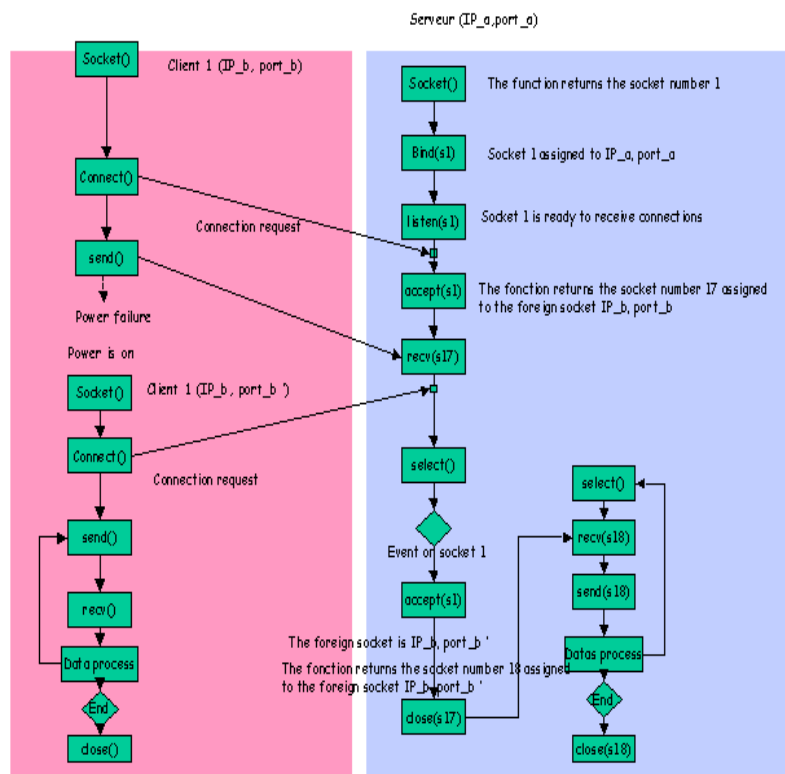 Serveur (IP_a,port_a)
Socket()
Client 1 (IP_b, port_b)
Connect()
Connection request
send()
Power failure
Power is on
Socket()
Client 1 (IP_b , port_b ')
Connect()
Connection request
send()
recv()
Data process
End
close()
Socket()
The function returns the socket number 1
Bind(s1)
Socket 1 assigned to IP_a, port_a
listen(s1)
Socket 1 is ready to receive connections
accept(s1)
The fonction returns the socket number 17 assigned
to the foreign socket IP_b, port_b
recv(s17)
select()
Event on socket 1
accept(s1)
The foreign socket is IP_b, port_b '
The fonction returns the socket number 18 assigned
to the foreign socket IP_b, port_b '
close(s17)
select()
recv(s18)
send(s18)
Datas process
End
close(s18)